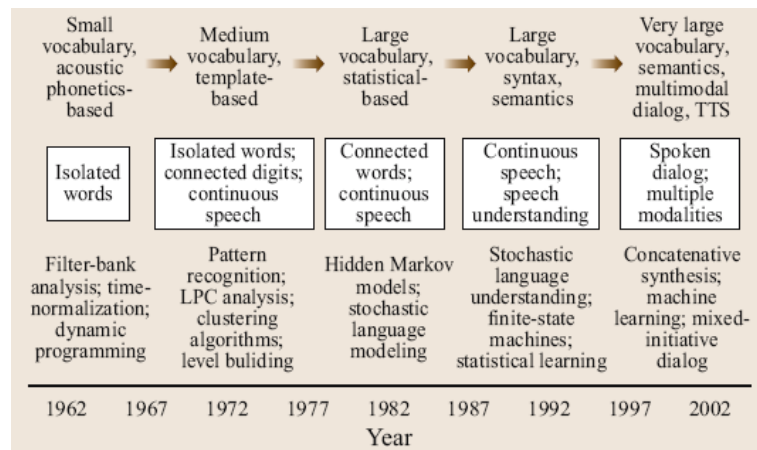 Small
vocabulary,
acoustic
phonetics-
based
Medium
vocabulary,
template-
based
Large
vocabulary,
statistical-
based
Large
vocabulary,
syntax,
semantics
Very large
vocabulary,
semantics,
multimodal
dialog, TTS
Isolated
words
Isolated words;
connected digits;
continuous
speech
Connected
words;
continuous
speech
Continuous
speech;
speech
understanding
Spoken
dialog;
multiple
modalities
Filter-bank
analysis; time-
normalization;
dynamic
programming
Pattern
recognition;
LPC analysis;
clustering
algorithms;
level buliding
Hidden Markov
models;
stochastic
language
modeling
Stochastic
language
understanding;
finite-state
machines;
statistical learning
Concatenative
synthesis;
machine
learning; mixed-
initiative
dialog
1962 1967 1972 1977 1982 1987 1992 1997 2002
Year